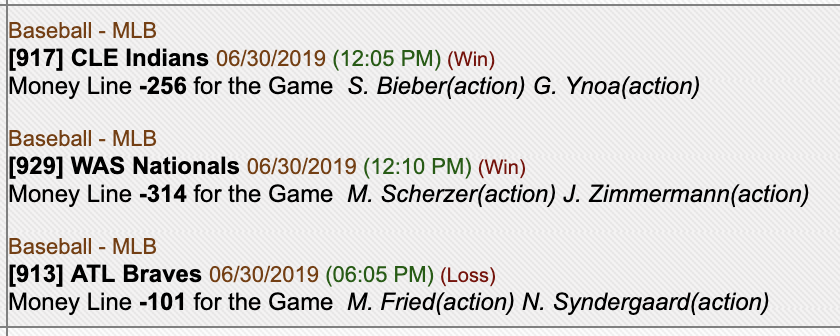 Baseball - MLB
[917] CLE Indians 06/30/2019 (12:05 PM) (Win)
Money Line -256 for the Game S. Bieber(action) G. Ynoa(action)
Baseball - MLB
[929] WAS Nationals 06/30/2019 (12:10 PM) (Win)
Money Line -314 for the Game M. Scherzer(action) J. Zimmermann(action)
Baseball - MLB
[913] ATL Braves 06/30/2019 (06:05 PM) (Loss)
Money Line -101 for the Game M. Fried(action) N. Syndergaard(action)